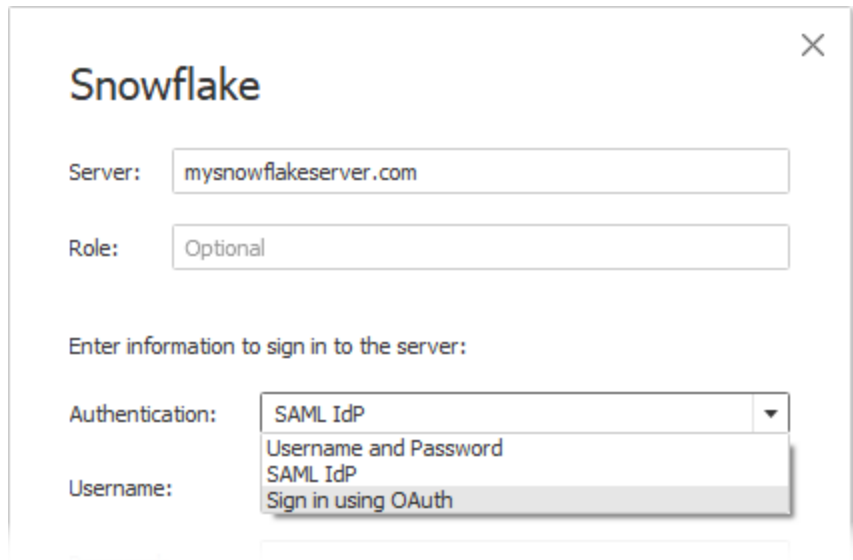 Snowflake
Server: mysnowflakeserver.com
Role: Optional
Enter information to sign in to the server:
Authentication: SAML IdP
Username and Password
SAML IdP
Username:
Sign in using OAuth